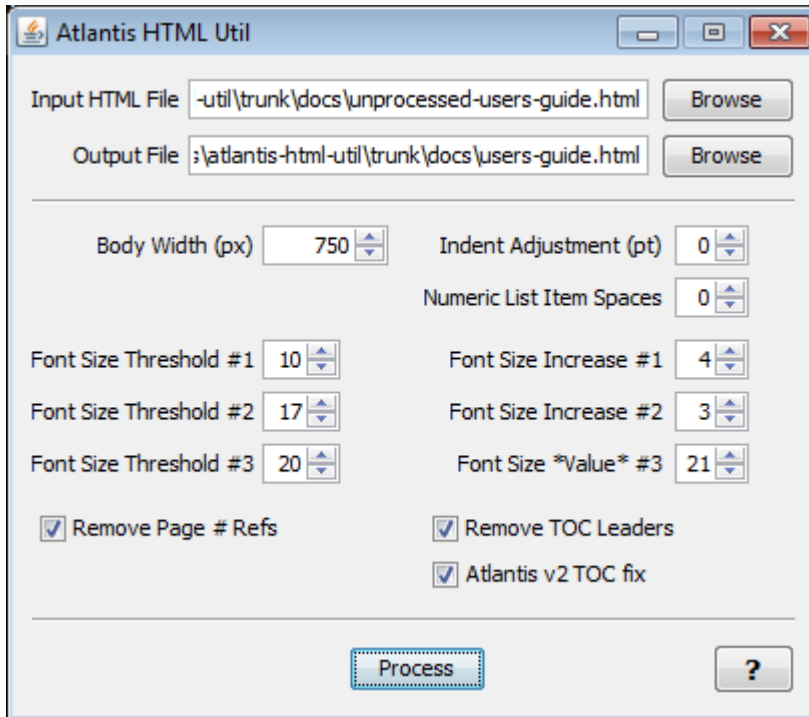 Atlantis HTML Util
Input HTML File -util\trunk\docs\unprocessed-users-guide.html Browse
Output File s\atlantis-html-util\trunk\docs\users-guide.html Browse
Body Width (px) 750 Indent Adjustment (pt) 0
Numeric List Item Spaces 0
Font Size Threshold #1 10 Font Size Increase #1 4
Font Size Threshold #2 17 Font Size Increase #2 3
Font Size Threshold #3 20 Font Size *Value* #3 21
Remove Page # Refs Remove TOC Leaders
Atlantis v2 TOC fix
Process ?